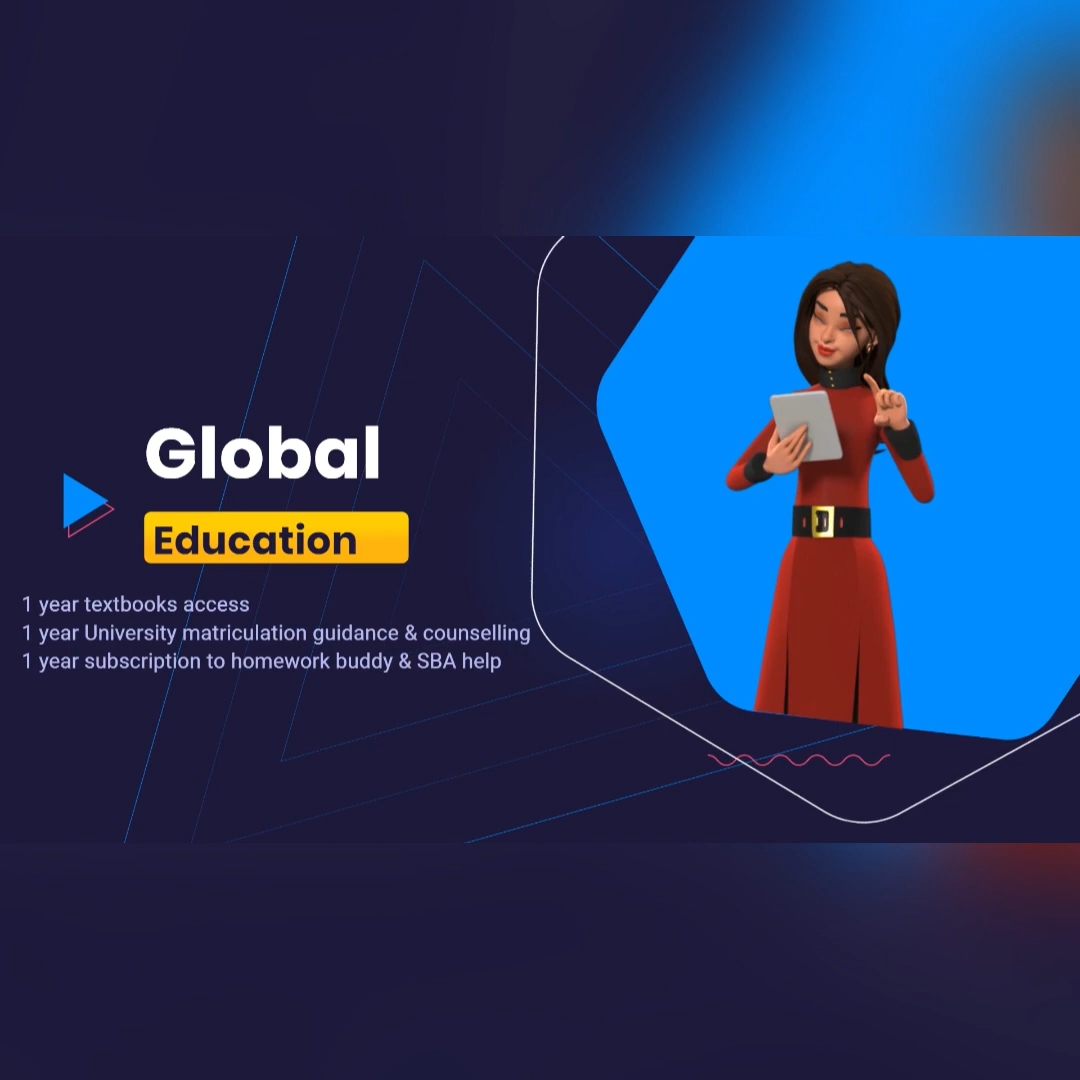 Global
Education
1 year textbooks access
1 year University matriculation guidance & counselling
1 year subscription to homework buddy & SBA help